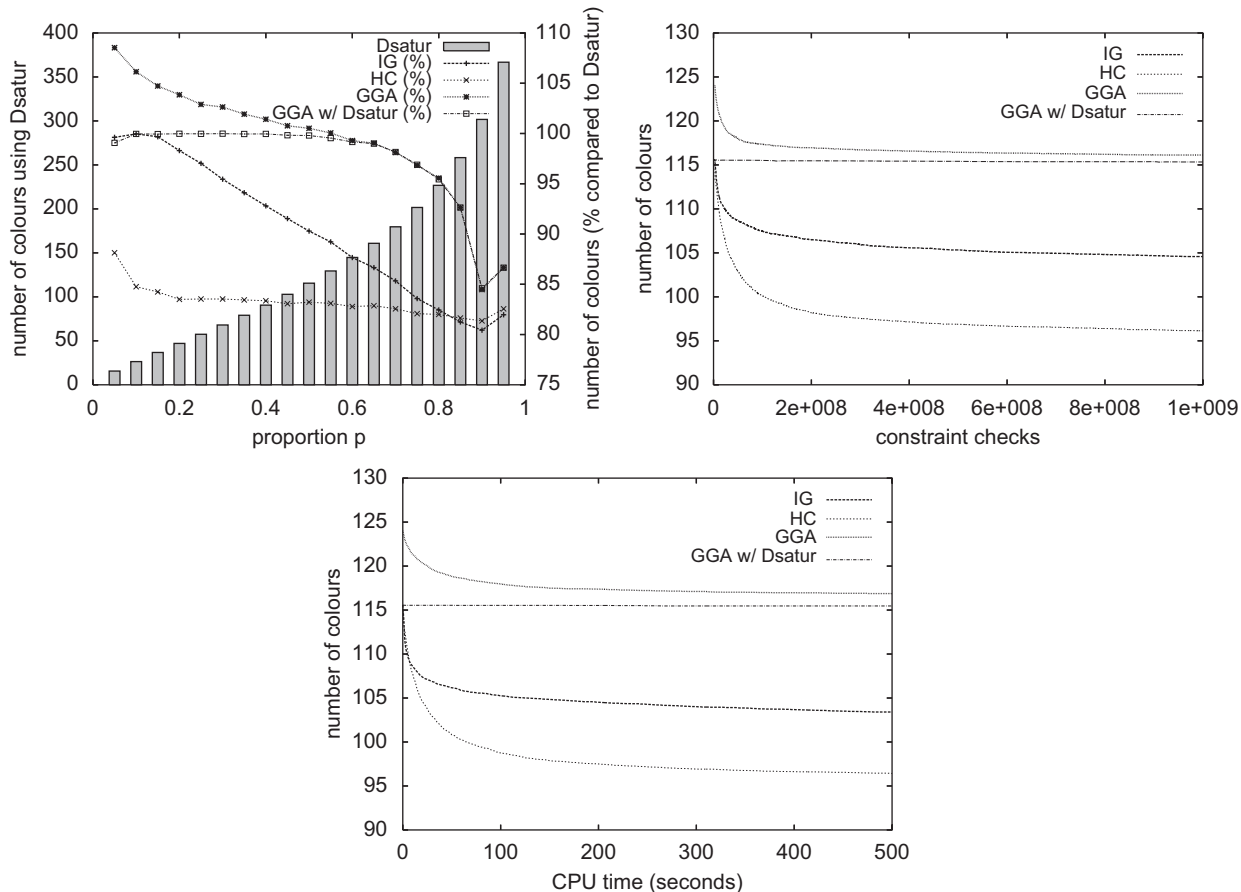 number of colours using Dsatur
400
350
300
250
200
150
100
50
0
0
0.2
0.4
0.6
0.8
1
proportion p
Dsatur
IG (%)
HC (%)
GGA (%)
GGA w/ Dsatur (%)
110
105
100
95
90
85
80
75
number of colours (% compared to Dsatur)
number of colours
130
125
120
115
110
105
100
95
90
0
2e+008
4e+008
6e+008
8e+008
1e+009
constraint checks
IG
HC
GGA
GGA w/ Dsatur
number of colours
130
125
120
115
110
105
100
95
90
0
100
200
300
400
500
CPU time (seconds)
IG
HC
GGA
GGA w/ Dsatur